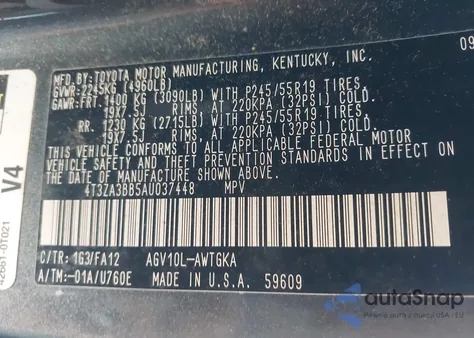 09
MFD. BY: TOYOTA MOTOR MANUFACTURING, KENTUCKY, INC.
GVWR: 2245KG (4960LB)
GAWR: FRT. 1400 KG (3090LB) WITH P245/55R19 TIRES.
19X7.5J RIMS AT 220KPA (32PSI) COLD.
RR. 1230 KG (2715LB) WITH P245/55R19 TIRES.
19X7.5J RIMS AT 220KPA (32PSI) COLD.
THIS VEHICLE CONFORMS TO ALL APPLICABLE FEDERAL MOTOR
VEHICLE SAFETY STANDARDS IN EFFECT ON
THE DATE OF MANUFACTURE SHOWN ABOVE.
4T3ZA3BB5AU037448 MPV
C/TR: 1G3/FA12 AGV10L-AWTGKA
A/TM:-01A/U760E MADE IN U.S.A. 59609
V4
42661-0T021
autoSnap